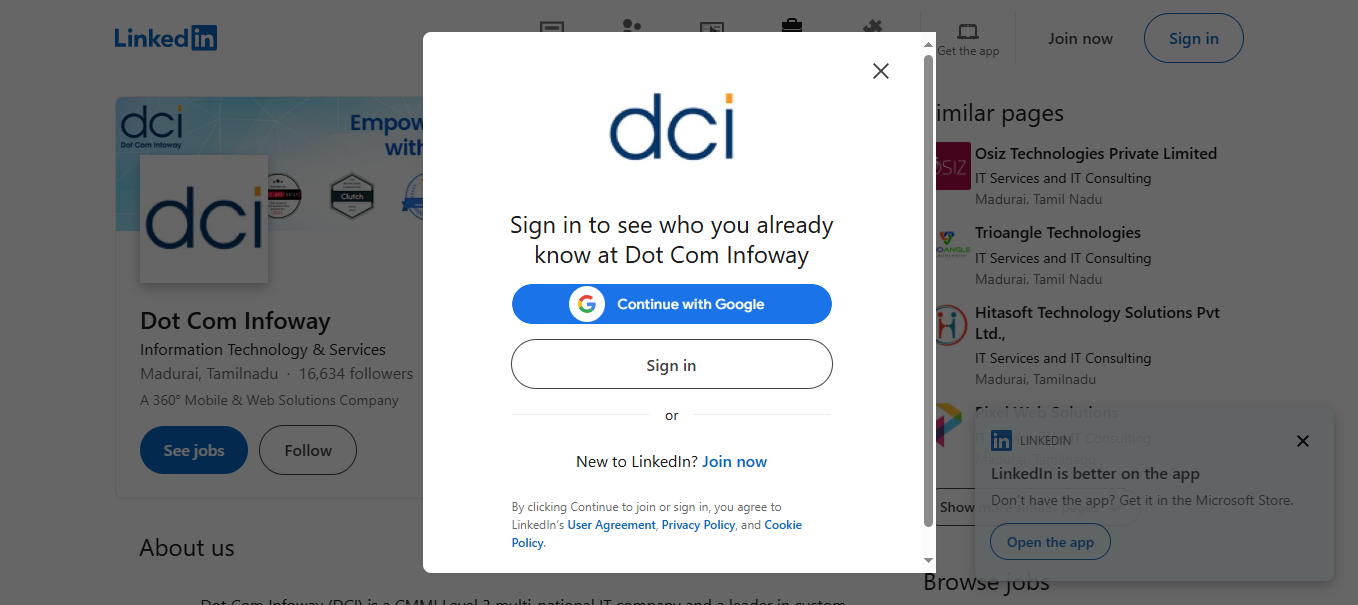 LinkedIn
Get the app
Join now
Sign in
dci
Dot Com Infoway
Empow
with
dci
Clutch
Dot Com Infoway
Information Technology & Services
Madurai, Tamilnadu · 16,634 followers
A 360° Mobile & Web Solutions Company
See jobs
Follow
About us
Dot Com Infoway (DCI) is a CMMI Level 3 multi-national IT company and a leader in custom
dci
Sign in to see who you already
know at Dot Com Infoway
Continue with Google
Sign in
or
New to LinkedIn? Join now
By clicking Continue to join or sign in, you agree to
LinkedIn's User Agreement, Privacy Policy, and Cookie
Policy.
imilar pages
OSIZ
Osiz Technologies Private Limited
IT Services and IT Consulting
Madurai, Tamil Nadu
Trioangle Technologies
IT Services and IT Consulting
Madurai, Tamil Nadu
Hitasoft Technology Solutions Pvt
Ltd.,
IT Services and IT Consulting
Madurai, Tamilnadu
Pixel Web Solutions
IT Services and IT Consulting
Show
in LINKEDIN
LinkedIn is better on the app
Don't have the app? Get it in the Microsoft Store.
Open the app
Browse jobs